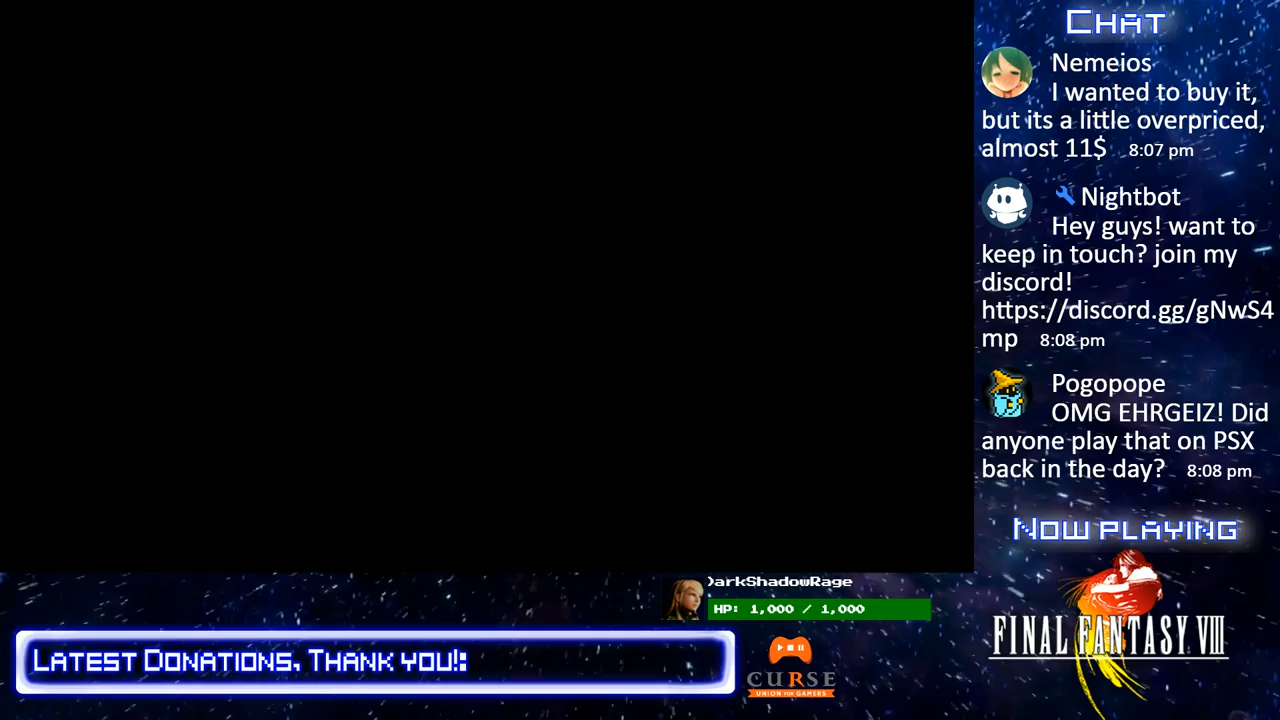 CHAT
Nemeios
I wanted to buy it,
but its a little overpriced,
almost 11$ 8:07 pm
Nightbot
Hey guys! want to
keep in touch? join my
discord!
https://discord.gg/gNwS4
mp 8:08 pm
Pogopope
OMG EHRGEIZ! Did
anyone play that on PSX
back in the day? 8:08 pm
NOW PLAYING
FINAL FANTASY VIII
arkShadowRage
HP: 1,000 / 1,000
LATEST DONATIONS, THANK YOU!:
CURSE
UNION FOR GAMERS